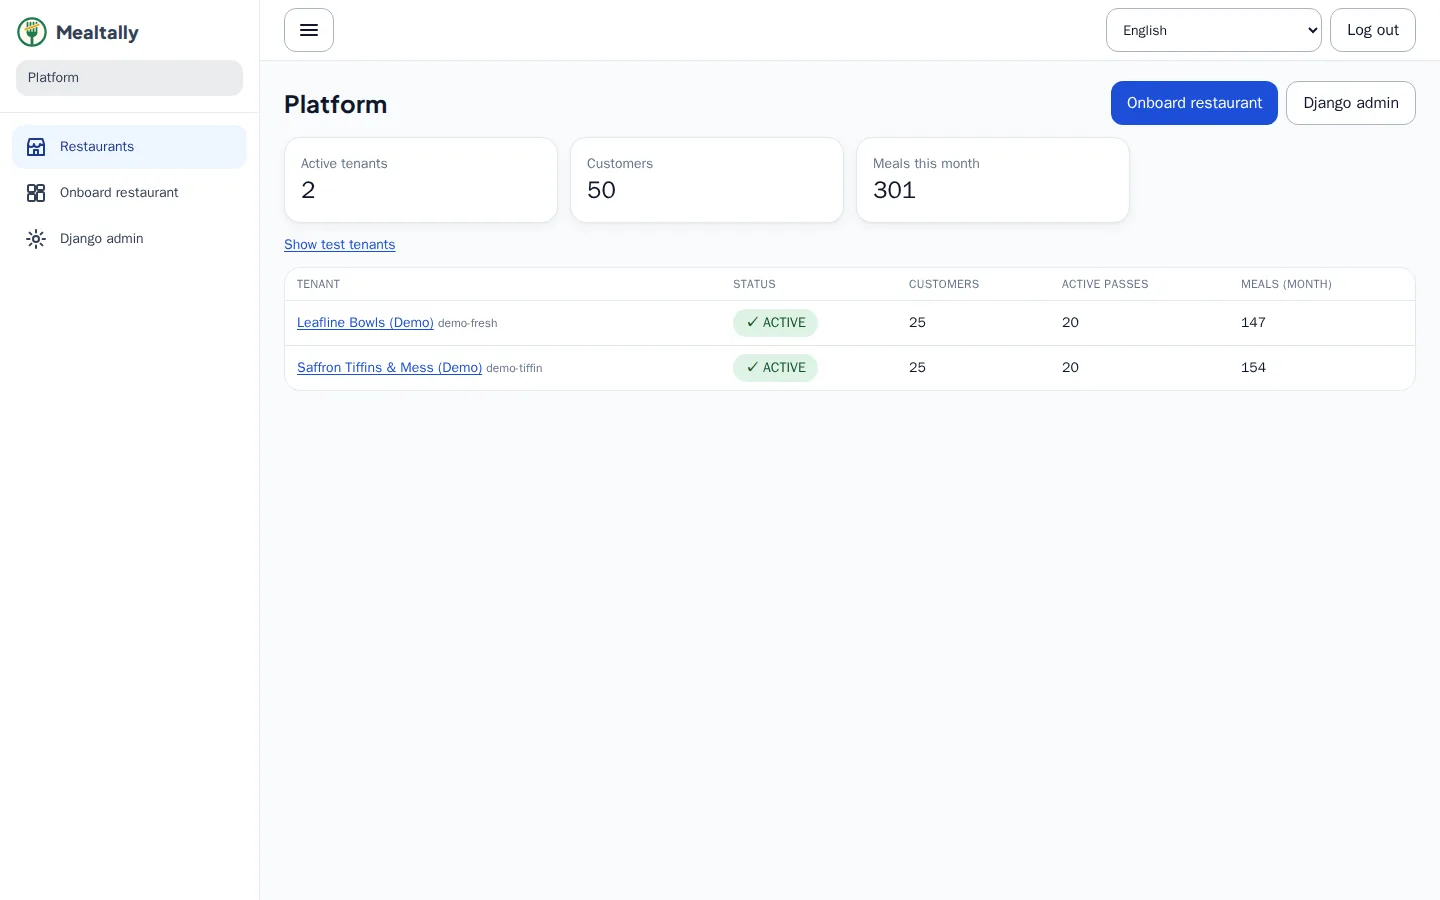 Mealtally
Platform
Restaurants
Onboard restaurant
Django admin
English
Log out
Platform
Onboard restaurant
Django admin
Active tenants
2
Customers
50
Meals this month
301
Show test tenants
TENANT STATUS CUSTOMERS ACTIVE PASSES MEALS (MONTH)
Leafline Bowls (Demo) demo-fresh ✓ ACTIVE 25 20 147
Saffron Tiffins & Mess (Demo) demo-tiffin ✓ ACTIVE 25 20 154